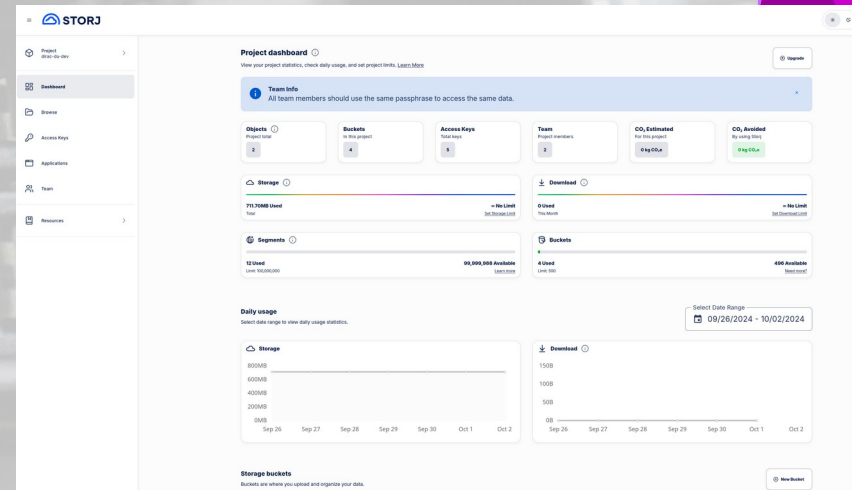 STORJ
Project
dirac-du-dev
Dashboard
Browse
Access Keys
Applications
Team
Resources
Project dashboard
View your project statistics, check daily usage, and set project limits. Learn More
Upgrade
Team Info
All team members should use the same passphrase to access the same data.
Objects
Project total
2
Buckets
In this project
4
Access Keys
Total keys
Team
Project members
2
CO₂ Estimated
For this project
0 kg CO₂e
CO₂ Avoided
By using Storj
0 kg CO₂e
Storage
711.70MB Used
∞ No Limit
Total
Set Storage Limit
Download
0 Used
∞ No Limit
This Month
Set Download Limit
Segments
12 Used
99,999,988 Available
Limit: 100,000,000
Learn more
Buckets
4 Used
496 Available
Limit: 500
Need more?
Daily usage
Select date range to view daily usage statistics.
Select Date Range
09/26/2024 - 10/02/2024
Storage
800MB
600MB
400MB
200MB
0MB
Sep 26 Sep 27 Sep 28 Sep 29 Sep 30 Oct 1 Oct 2
Download
150B
100B
50B
0B
Sep 26 Sep 27 Sep 28 Sep 29 Sep 30 Oct 1 Oct 2
Storage buckets
Buckets are where you upload and organize your data.
New Bucket